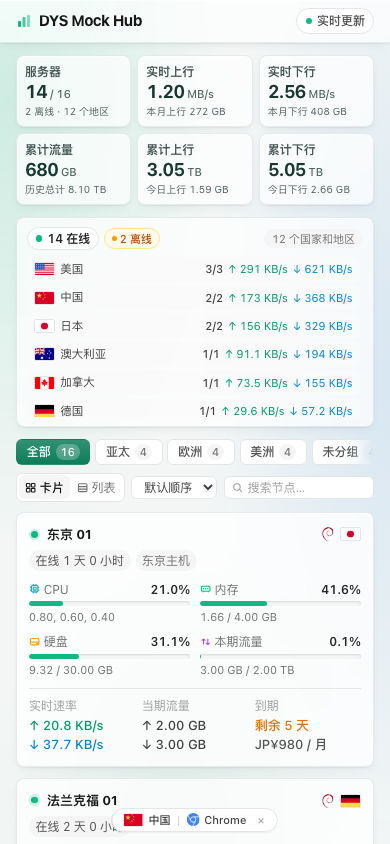 DYS Mock Hub
实时更新
服务器
14 / 16
2 离线 · 12 个地区
实时上行
1.20 MB/s
本月上行 272 GB
实时下行
2.56 MB/s
本月下行 408 GB
累计流量
680 GB
历史总计 8.10 TB
累计上行
3.05 TB
今日上行 1.59 GB
累计下行
5.05 TB
今日下行 2.66 GB
14 在线
2 离线
12 个国家和地区
美国 3/3 ↑ 291 KB/s ↓ 621 KB/s
中国 2/2 ↑ 173 KB/s ↓ 368 KB/s
日本 2/2 ↑ 156 KB/s ↓ 329 KB/s
澳大利亚 1/1 ↑ 91.1 KB/s ↓ 194 KB/s
加拿大 1/1 ↑ 73.5 KB/s ↓ 155 KB/s
德国 1/1 ↑ 29.6 KB/s ↓ 57.2 KB/s
全部 16 亚太 4 欧洲 4 美洲 4 未分组
卡片 列表 默认顺序 搜索节点...
东京 01
在线 1 天 0 小时 东京主机
CPU 21.0%
0.80, 0.60, 0.40
内存 41.6%
1.66 / 4.00 GB
硬盘 31.1%
9.32 / 30.00 GB
本期流量 0.1%
3.00 GB / 2.00 TB
实时速率 当期流量 到期
↑ 20.8 KB/s ↑ 2.00 GB 剩余 5 天
↓ 37.7 KB/s ↓ 3.00 GB JP¥980 / 月
法兰克福 01
在线 2 天 0
中国 Chrome ×